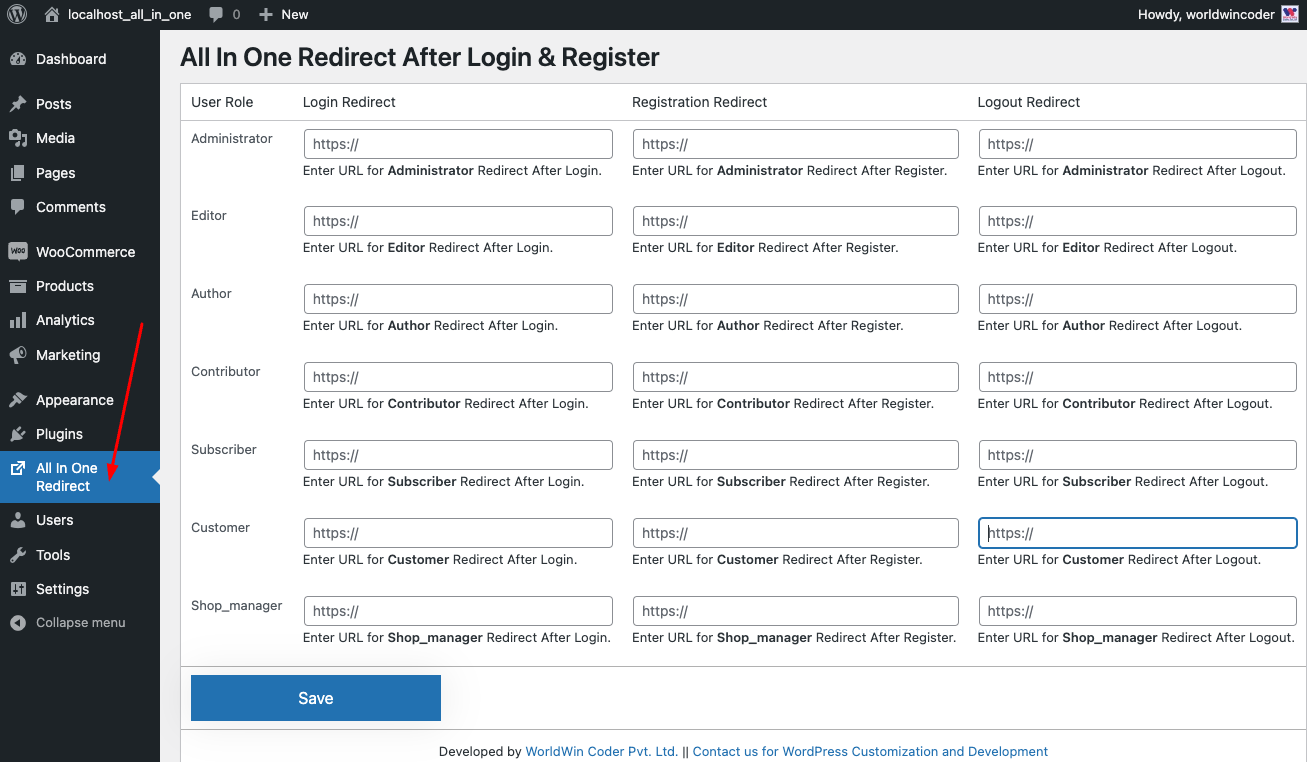 localhost_all_in_one 0 New Howdy, worldwincoder
Dashboard
Posts
Media
Pages
Comments
WooCommerce
Products
Analytics
Marketing
Appearance
Plugins
All In One
Redirect
Users
Tools
Settings
Collapse menu
All In One Redirect After Login & Register
User Role Login Redirect Registration Redirect Logout Redirect
Administrator https:// https:// https://
Enter URL for Administrator Redirect After Login. Enter URL for Administrator Redirect After Register. Enter URL for Administrator Redirect After Logout.
Editor https:// https:// https://
Enter URL for Editor Redirect After Login. Enter URL for Editor Redirect After Register. Enter URL for Editor Redirect After Logout.
Author https:// https:// https://
Enter URL for Author Redirect After Login. Enter URL for Author Redirect After Register. Enter URL for Author Redirect After Logout.
Contributor https:// https:// https://
Enter URL for Contributor Redirect After Login. Enter URL for Contributor Redirect After Register. Enter URL for Contributor Redirect After Logout.
Subscriber https:// https:// https://
Enter URL for Subscriber Redirect After Login. Enter URL for Subscriber Redirect After Register. Enter URL for Subscriber Redirect After Logout.
Customer https:// https:// https://
Enter URL for Customer Redirect After Login. Enter URL for Customer Redirect After Register. Enter URL for Customer Redirect After Logout.
Shop_manager https:// https:// https://
Enter URL for Shop_manager Redirect After Login. Enter URL for Shop_manager Redirect After Register. Enter URL for Shop_manager Redirect After Logout.
Save
Developed by WorldWin Coder Pvt. Ltd. || Contact us for WordPress Customization and Development